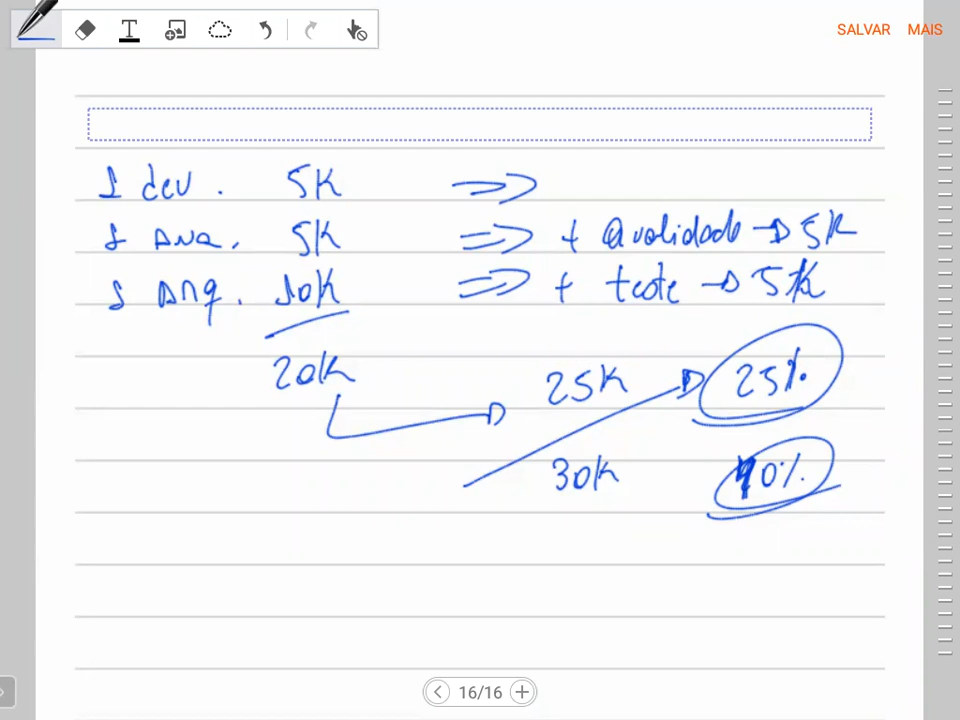 SALVAR MAIS
1 dev. 5K =>
1 Ana. 5K => + Qualidade → 5K
1 Arq. 10K => + teste → 5K
20K
25K 25%
30K 40%
16/16